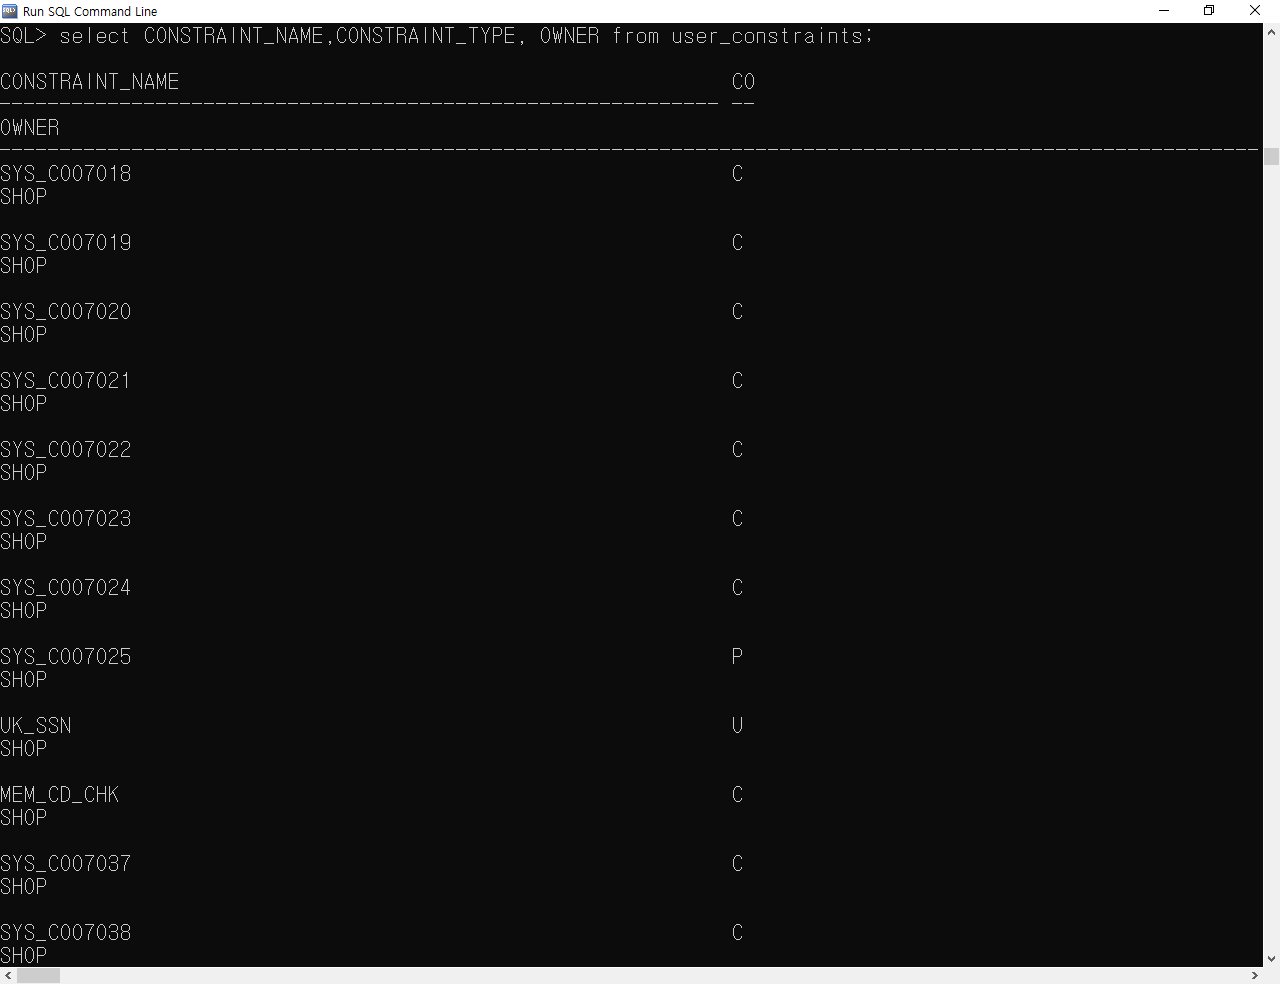 Run SQL Command Line
SQL> select CONSTRAINT_NAME,CONSTRAINT_TYPE, OWNER from user_constraints;
CONSTRAINT_NAME CO
------------------------------------------------------------ --
OWNER
---------------------------------------------------------------------------------------------------------
SYS_C007018 C
SHOP
SYS_C007019 C
SHOP
SYS_C007020 C
SHOP
SYS_C007021 C
SHOP
SYS_C007022 C
SHOP
SYS_C007023 C
SHOP
SYS_C007024 C
SHOP
SYS_C007025 P
SHOP
UK_SSN U
SHOP
MEM_CD_CHK C
SHOP
SYS_C007037 C
SHOP
SYS_C007038 C
SHOP